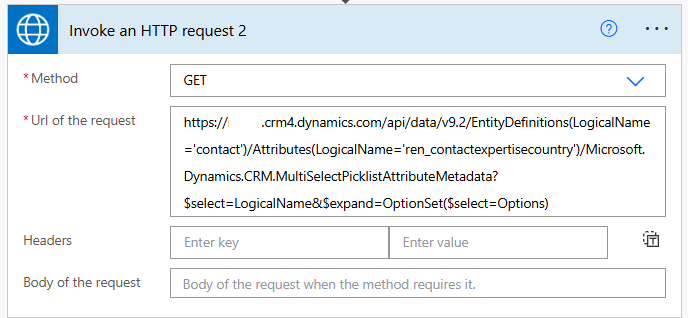 Invoke an HTTP request 2
* Method
GET
* Url of the request
https:// .crm4.dynamics.com/api/data/v9.2/EntityDefinitions(LogicalName
='contact')/Attributes(LogicalName='ren_contactexpertisecountry')/Microsoft.
Dynamics.CRM.MultiSelectPicklistAttributeMetadata?
$select=LogicalName&$expand=OptionSet($select=Options)
Headers
Enter key
Enter value
Body of the request
Body of the request when the method requires it.